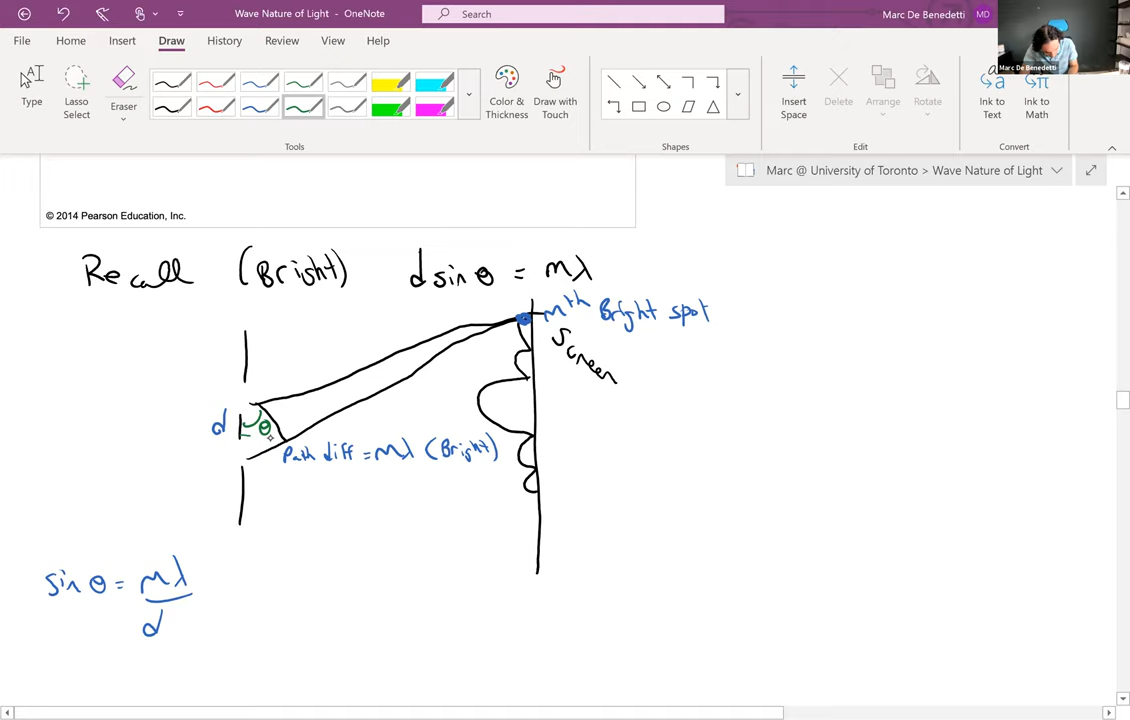 Wave Nature of Light - OneNote
Search
Marc De Benedetti
MD
File Home Insert Draw History Review View Help
Marc De Benedetti
Type
Lasso Select
Eraser
Color & Thickness
Draw with Touch
Insert Space
Delete
Arrange
Rotate
Ink to Text
Ink to Math
Tools
Shapes
Edit
Convert
Marc @ University of Toronto > Wave Nature of Light
© 2014 Pearson Education, Inc.
Recall (Bright) d sin θ = mλ
mth Bright spot
Screen
d
θ
Path diff = mλ (Bright)
sin θ = mλ
d